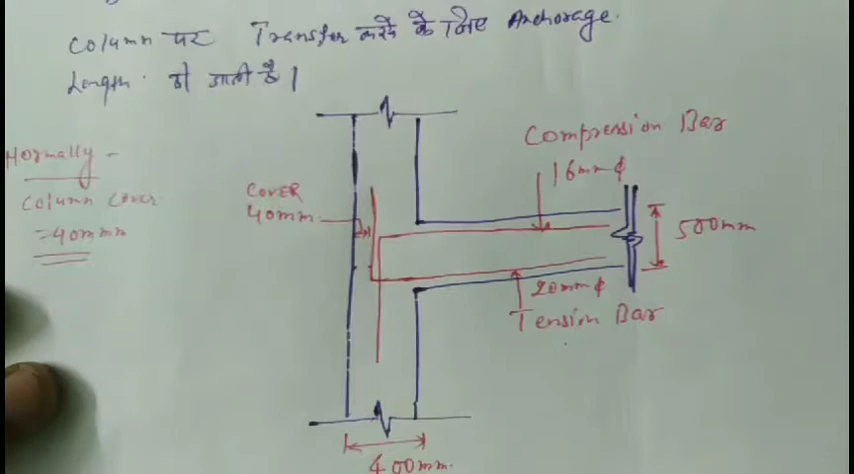 Column पर Transfer करने के लिए Anchorage.
Length. दी जाती है।
Normally -
Column cover
=40mm
Compression Bar
16mm ϕ
COVER
40mm
500mm
20mm ϕ
Tension Bar
400mm.